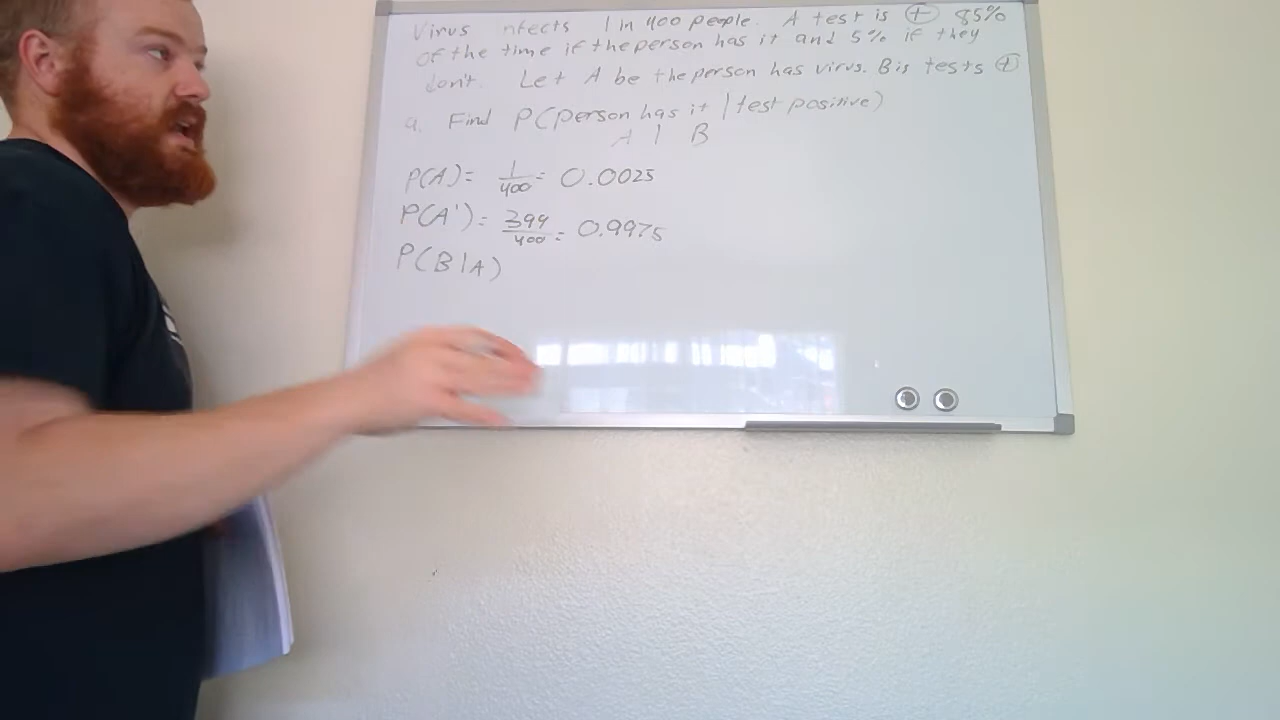 Virus nfects 1 in 400 people. A test is ⊕ 85%
of the time if the person has it and 5% if they
don't. Let A be the person has virus. B is tests ⊕
a. Find P(person has it | test positive)
A | B
P(A) = 1/400 = 0.0025
P(A') = 399/400 = 0.9975
P(B|A)